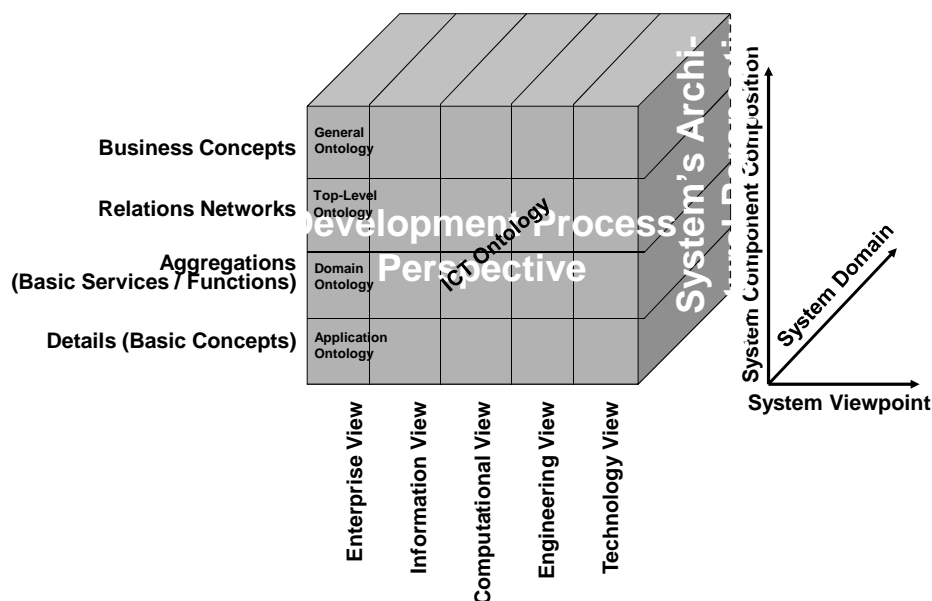 System's Archi-
System Component Composition
General
Ontology
Business Concepts
Top-Level
Ontology
Relations Networks
Development Process
Perspective
ICT Ontology
Aggregations
(Basic Services / Functions)
Domain
Ontology
Details (Basic Concepts)
Application
Ontology
System Domain
System Viewpoint
Enterprise View
Information View
Computational View
Engineering View
Technology View